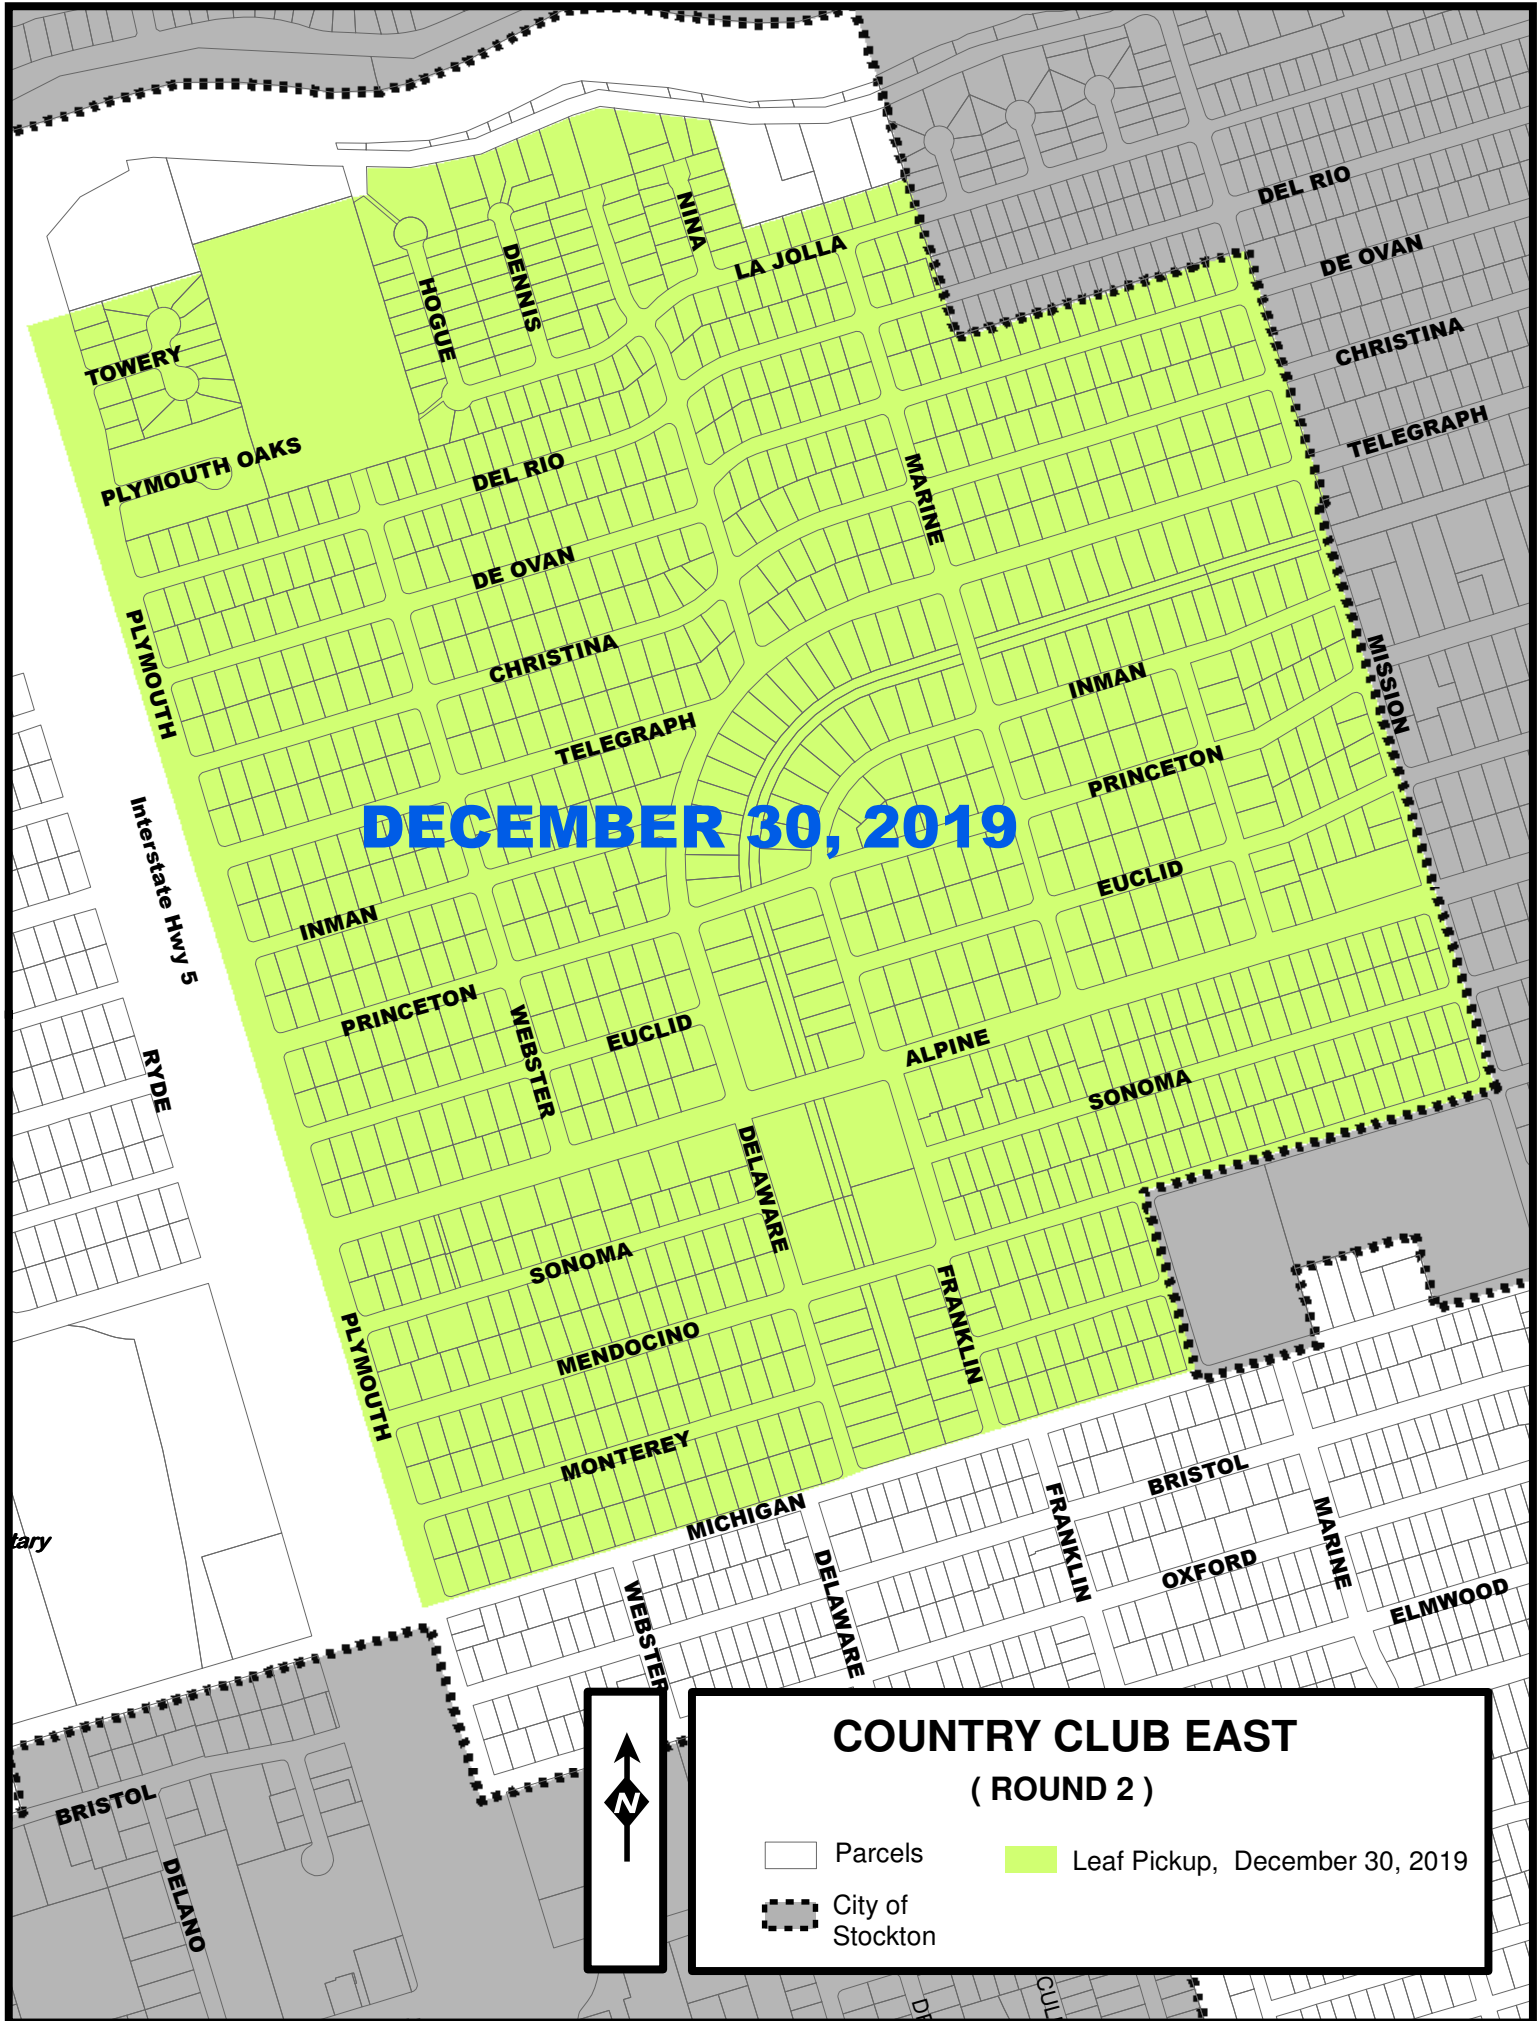 DEL RIO
DE OVAN
CHRISTINA
TELEGRAPH
NINA
LA JOLLA
DENNIS
HOGUE
TOWERY
PLYMOUTH OAKS
DEL RIO
MARINE
DE OVAN
CHRISTINA
PLYMOUTH
TELEGRAPH
INMAN
MISSION
PRINCETON
DECEMBER 30, 2019
Interstate Hwy 5
EUCLID
INMAN
PRINCETON
WEBSTER
EUCLID
ALPINE
SONOMA
RYDE
DELAWARE
SONOMA
FRANKLIN
MENDOCINO
PLYMOUTH
MONTEREY
MICHIGAN
BRISTOL
FRANKLIN
MARINE
OXFORD
ELMWOOD
DELAWARE
WEBSTER
tary
BRISTOL
DELANO
N
COUNTRY CLUB EAST
( ROUND 2 )
Parcels
Leaf Pickup, December 30, 2019
City of
Stockton
CUL